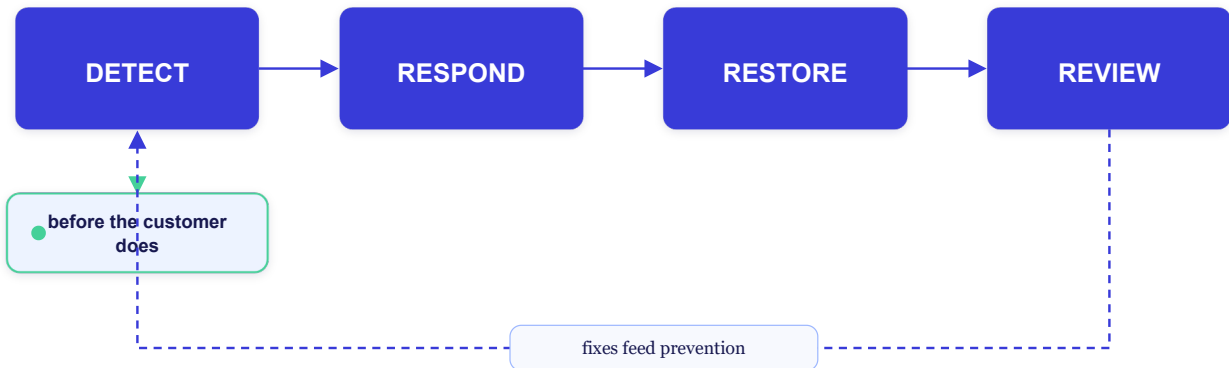 DETECT
RESPOND
RESTORE
REVIEW
before the customer
does
fixes feed prevention